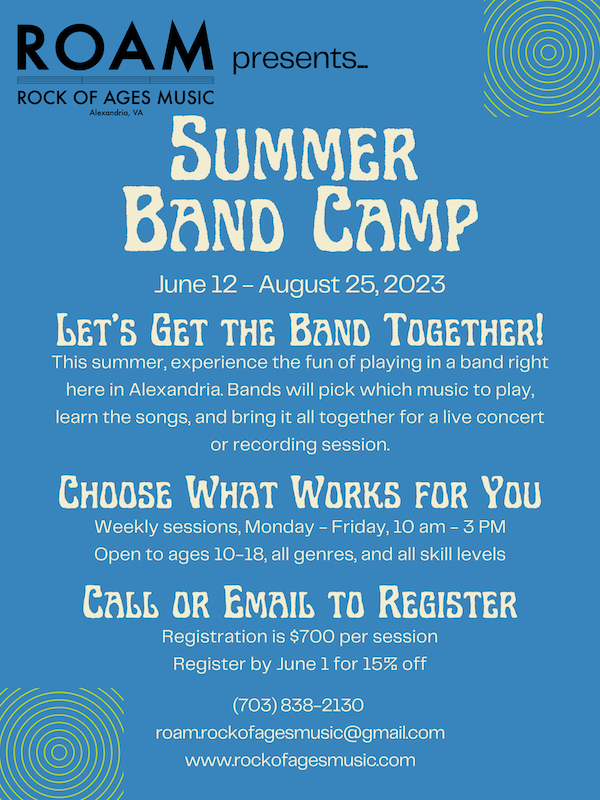 ROAM presents...
ROCK OF AGES MUSIC
Alexandria, VA
Summer
Band Camp
June 12 – August 25, 2023
Let's Get the Band Together!
This summer, experience the fun of playing in a band right
here in Alexandria. Bands will pick which music to play,
learn the songs, and bring it all together for a live concert
or recording session.
Choose What Works for You
Weekly sessions, Monday – Friday, 10 am – 3 PM
Open to ages 10-18, all genres, and all skill levels
Call or Email to Register
Registration is $700 per session
Register by June 1 for 15% off
(703) 838-2130
roam.rockofagesmusic@gmail.com
www.rockofagesmusic.com